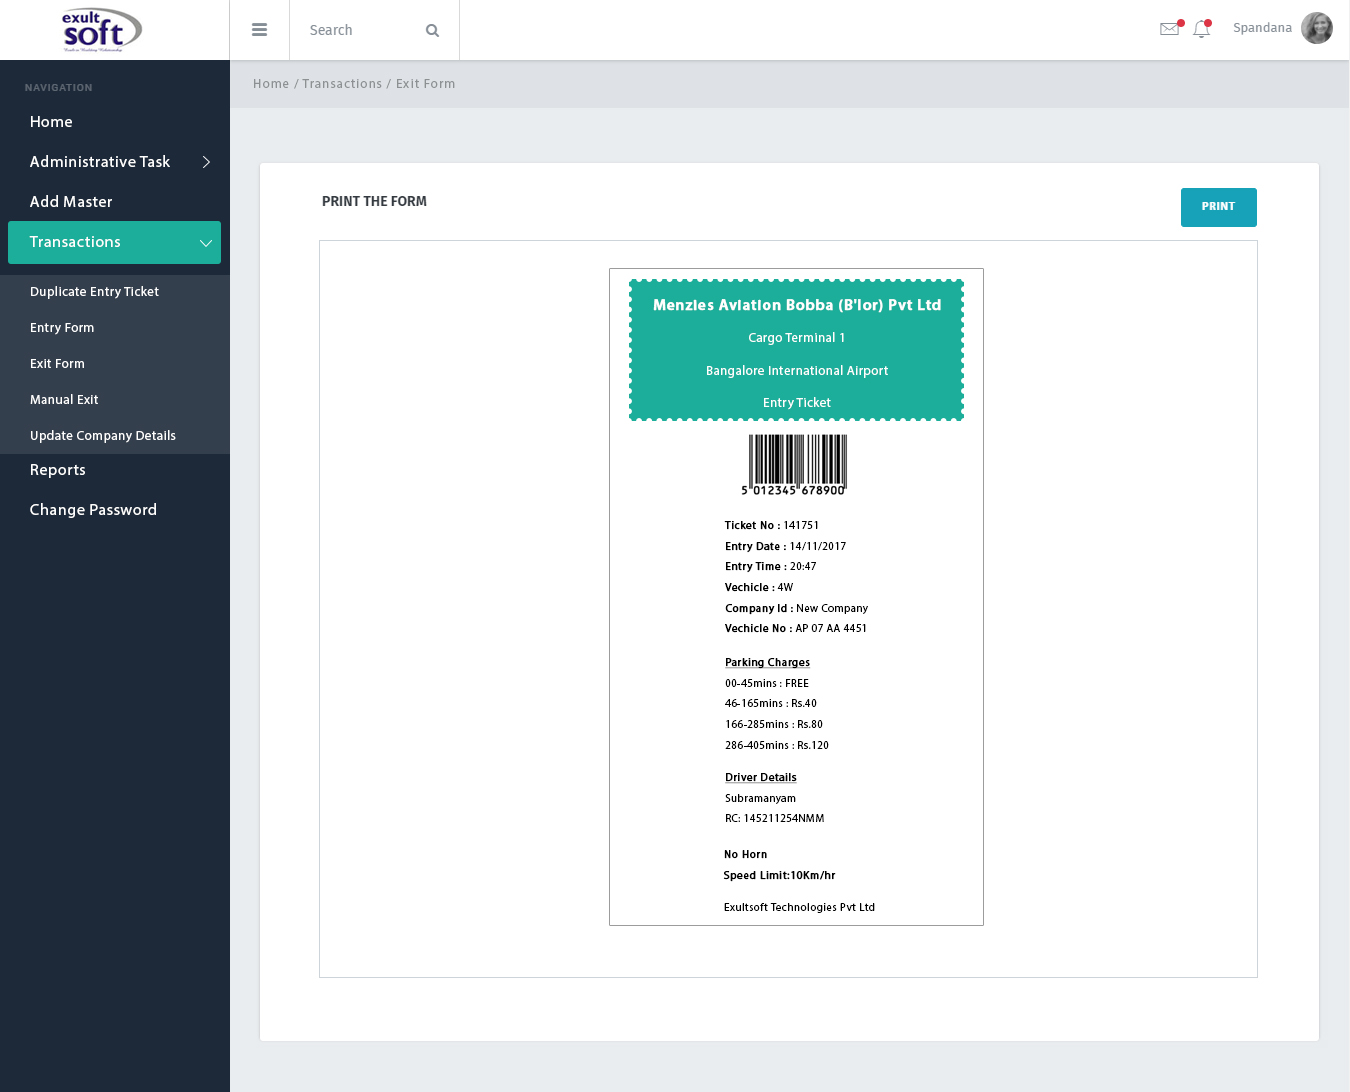 exult
soft
Search
Spandana
NAVIGATION
Home
Administrative Task
Add Master
Transactions
Duplicate Entry Ticket
Entry Form
Exit Form
Manual Exit
Update Company Details
Reports
Change Password
Home / Transactions / Exit Form
PRINT THE FORM
PRINT
Menzies Aviation Bobba (B'lor) Pvt Ltd
Cargo Terminal 1
Bangalore International Airport
Entry Ticket
5 012345 678900
Ticket No : 141751
Entry Date : 14/11/2017
Entry Time : 20:47
Vechicle : 4W
Company Id : New Company
Vechicle No : AP 07 AA 4451
Parking Charges
00-45mins : FREE
46-165mins : Rs.40
166-285mins : Rs.80
286-405mins : Rs.120
Driver Details
Subramanyam
RC: 145211254NMM
No Horn
Speed Limit:10Km/hr
Exultsoft Technologies Pvt Ltd